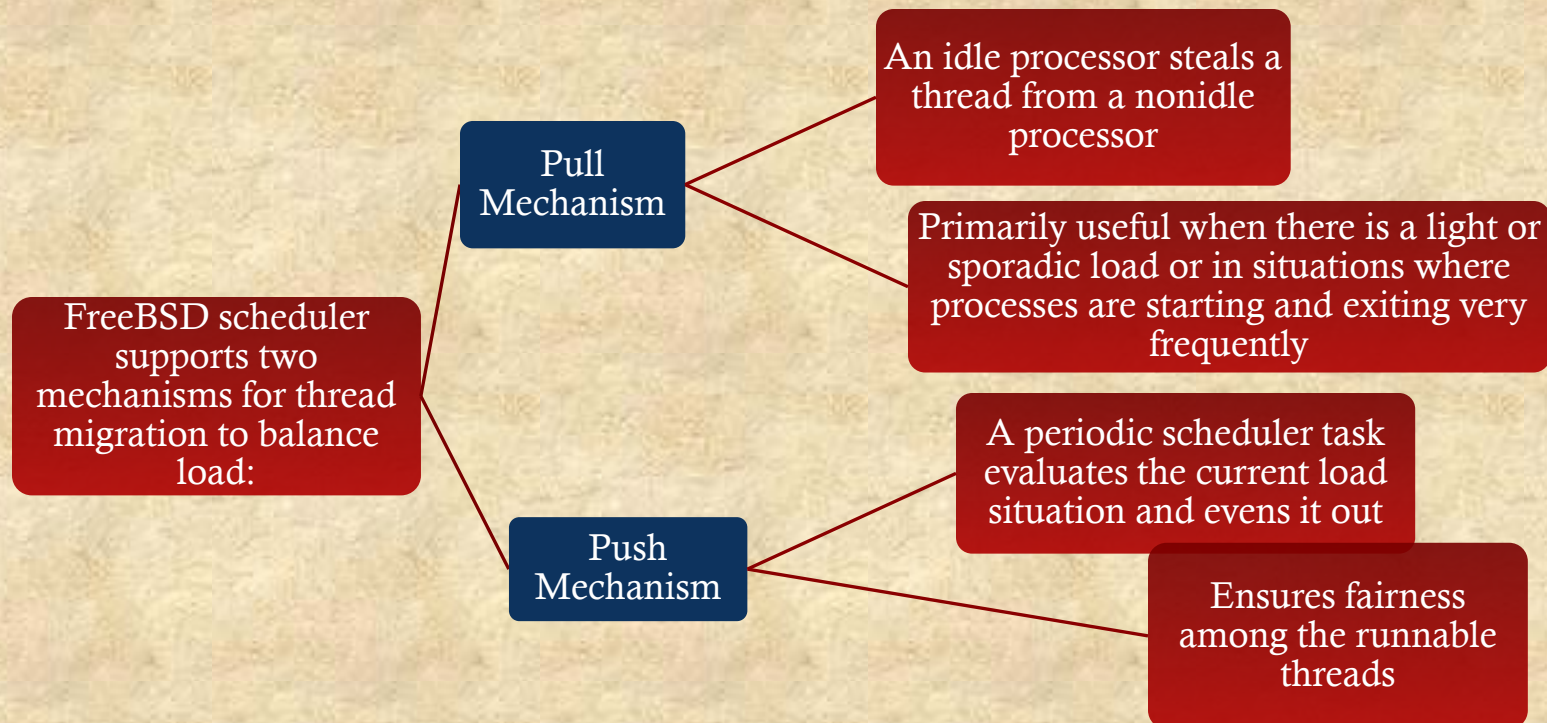 FreeBSD scheduler
supports two
mechanisms for thread
migration to balance
load:
Pull
Mechanism
An idle processor steals a
thread from a nonidle
processor
Primarily useful when there is a light or
sporadic load or in situations where
processes are starting and exiting very
frequently
Push
Mechanism
A periodic scheduler task
evaluates the current load
situation and evens it out
Ensures fairness
among the runnable
threads